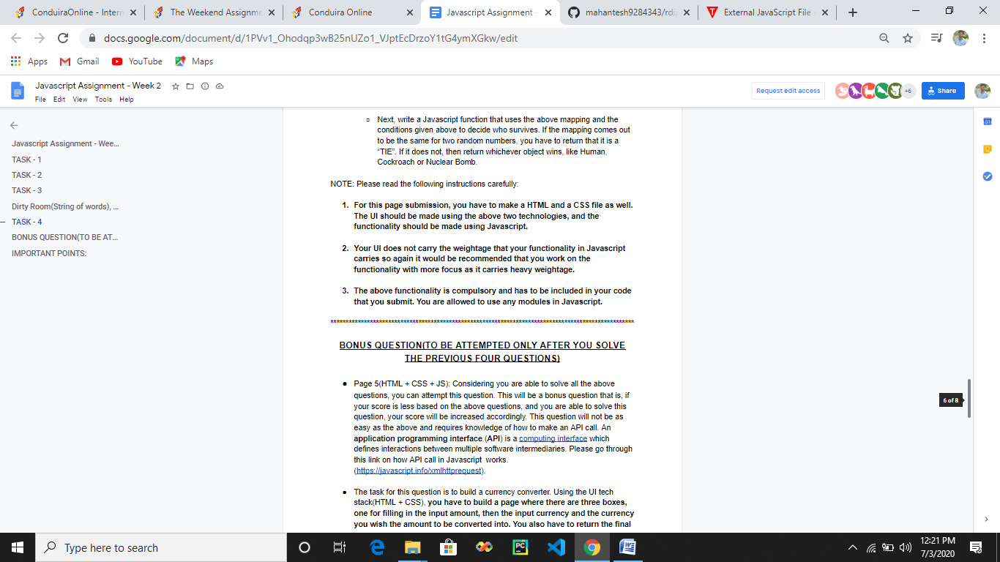 ConduiraOnline - Intern
The Weekend Assignme
Conduira Online
Javascript Assignment -
mahantesh9284343/rdi
External JavaScript File -
docs.google.com/document/d/1PVv1_Ohodqp3wB25nUZo1_VJptEcDrzoY1tG4ymXGkw/edit
Apps Gmail YouTube Maps
Javascript Assignment - Week 2
File Edit View Tools Help
Request edit access
+6
Share
Javascript Assignment - Wee...
TASK - 1
TASK - 2
TASK - 3
Dirty Room(String of words), ...
TASK - 4
BONUS QUESTION(TO BE AT...
IMPORTANT POINTS:
Next, write a Javascript function that uses the above mapping and the
conditions given above to decide who survives. If the mapping comes out
to be the same for two random numbers, you have to return that it is a
“TIE”. If it does not, then return whichever object wins, like Human,
Cockroach or Nuclear Bomb.
NOTE: Please read the following instructions carefully:
1. For this page submission, you have to make a HTML and a CSS file as well.
The UI should be made using the above two technologies, and the
functionality should be made using Javascript.
2. Your UI does not carry the weightage that your functionality in Javascript
carries so again it would be recommended that you work on the
functionality with more focus as it carries heavy weightage.
3. The above functionality is compulsory and has to be included in your code
that you submit. You are allowed to use any modules in Javascript.
BONUS QUESTION(TO BE ATTEMPTED ONLY AFTER YOU SOLVE
THE PREVIOUS FOUR QUESTIONS)
Page 5(HTML + CSS + JS): Considering you are able to solve all the above
questions, you can attempt this question. This will be a bonus question that is, if
your score is less based on the above questions, and you are able to solve this
question, your score will be increased accordingly. This question will not be as
easy as the above and requires knowledge of how to make an API call. An
application programming interface (API) is a computing interface which
defines interactions between multiple software intermediaries. Please go through
this link on how API call in Javascript works.
(https://javascript.info/xmlhttprequest).
The task for this question is to build a currency converter. Using the UI tech
stack(HTML + CSS), you have to build a page where there are three boxes,
one for filling in the input amount, then the input currency and the currency
you wish the amount to be converted into. You also have to return the final
6 of 8
31
Type here to search
PC
W
12:21 PM
7/3/2020